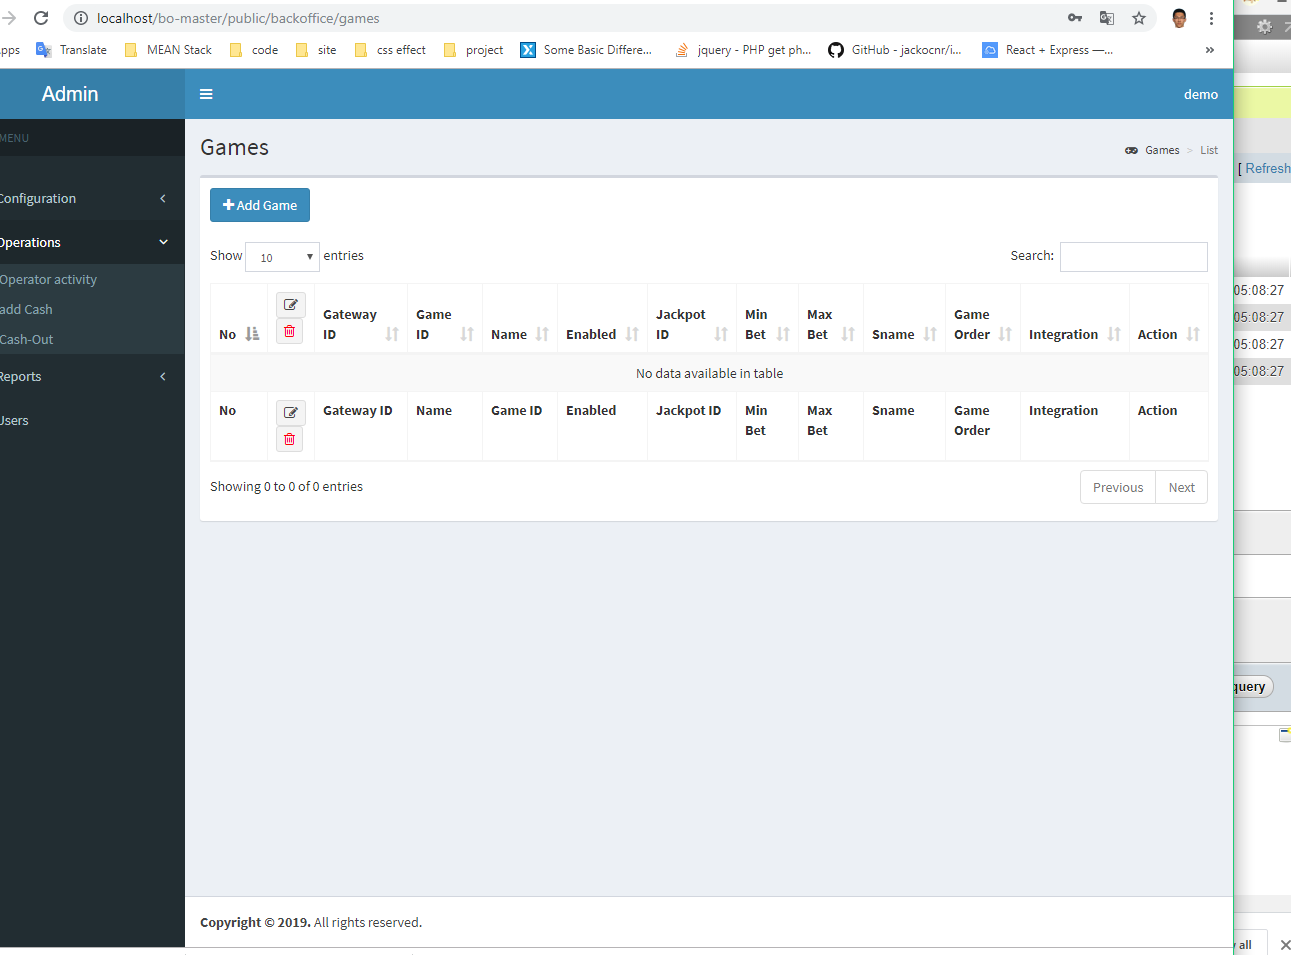 localhost/bo-master/public/backoffice/games
Translate MEAN Stack code site css effect project Some Basic Differe... jquery - PHP get ph... GitHub - jackocnr/i... React + Express —... »
Admin demo
MENU
Games
Games > List
Configuration
Add Game
Operations
[ Refresh
Show 10 entries Search:
Operator activity
add Cash
Cash-Out
Reports
Users
No Gateway ID Game ID Name Enabled Jackpot ID Min Bet Max Bet Sname Game Order Integration Action
No data available in table
No Gateway ID Name Game ID Enabled Jackpot ID Min Bet Max Bet Sname Game Order Integration Action
Showing 0 to 0 of 0 entries
Previous Next
05:08:27
05:08:27
05:08:27
05:08:27
query
all
Copyright © 2019. All rights reserved.